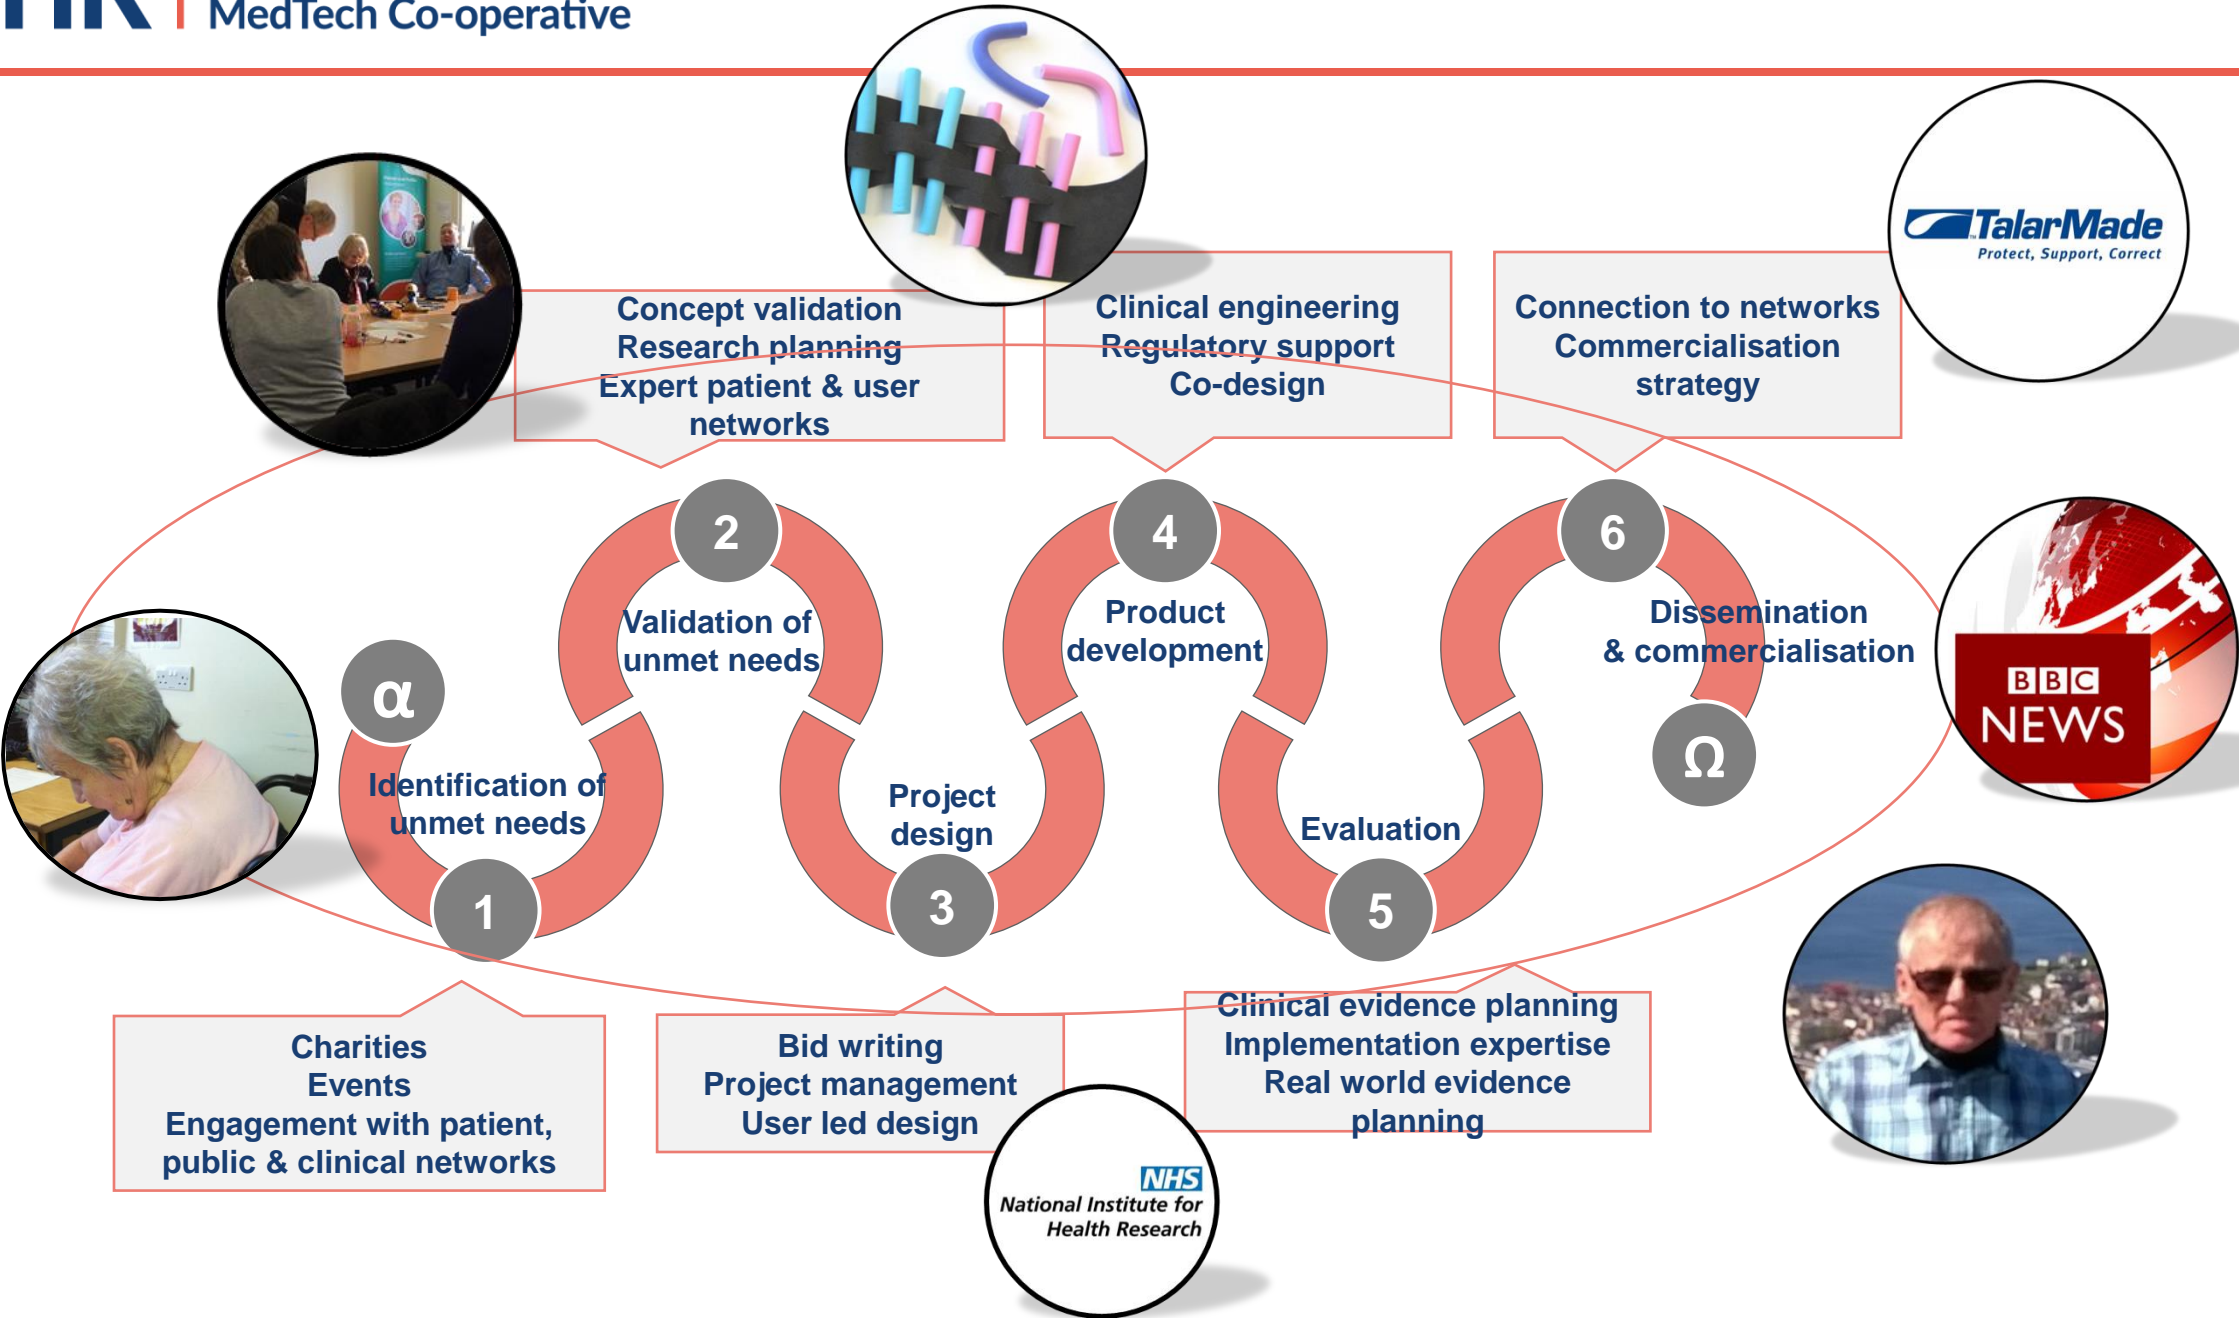 MedTech Co-operative
TalarMade
Protect, Support, Correct
Concept validation
Research planning
Expert patient & user
networks
Clinical engineering
Regulatory support
Co-design
Connection to networks
Commercialisation
strategy
2
4
6
Validation of
unmet needs
Product
development
Dissemination
& commercialisation
BBC
NEWS
α
Ω
Identification of
unmet needs
Project
design
Evaluation
1
3
5
Charities
Events
Engagement with patient,
public & clinical networks
Bid writing
Project management
User led design
Clinical evidence planning
Implementation expertise
Real world evidence
planning
NHS
National Institute for
Health Research